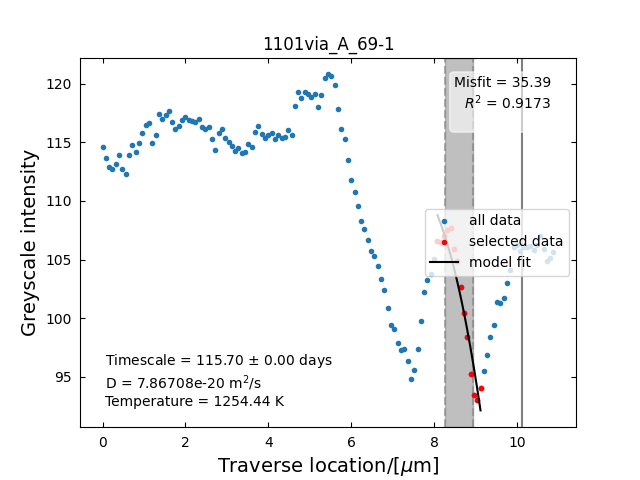 1101via_A_69-1
Misfit = 35.39
R² = 0.9173
all data
selected data
model fit
Timescale = 115.70 ± 0.00 days
D = 7.86708e-20 m²/s
Temperature = 1254.44 K
Greyscale intensity
120
115
110
105
100
95
0 2 4 6 8 10
Traverse location/[μm]